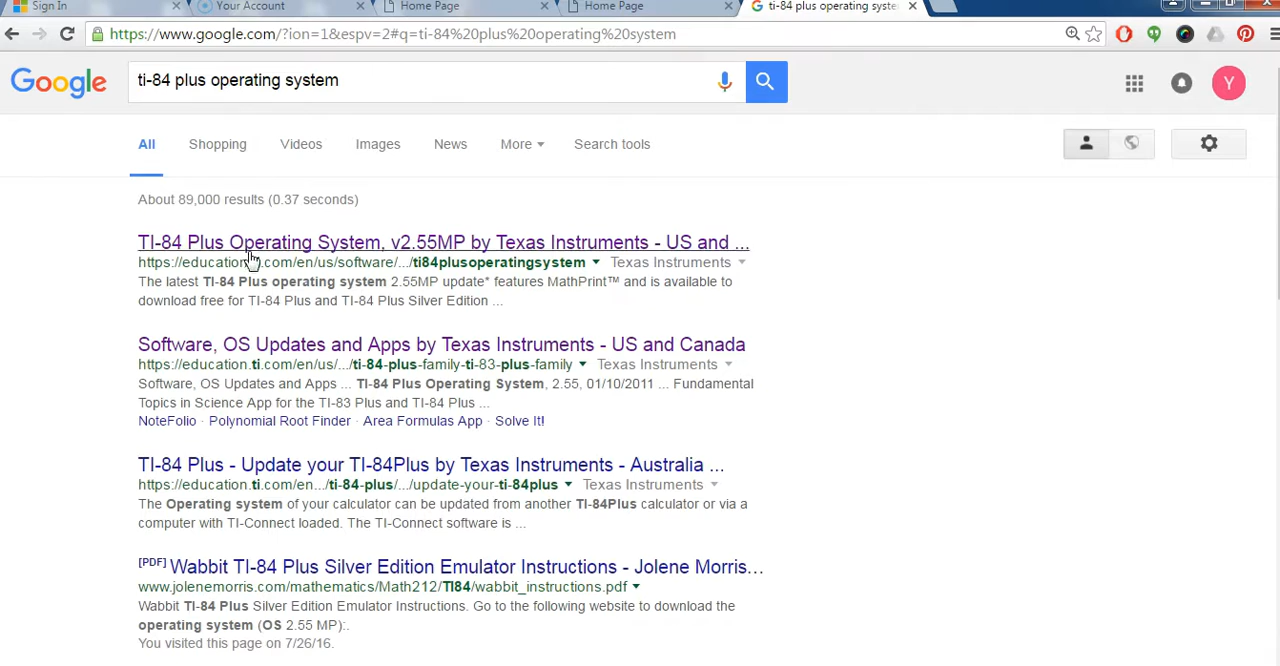 Sign In
Your Account
Home Page
Home Page
ti-84 plus operating syste
https://www.google.com/?ion=1&espv=2#q=ti-84%20plus%20operating%20system
Google
ti-84 plus operating system
Y
All Shopping Videos Images News More Search tools
About 89,000 results (0.37 seconds)
TI-84 Plus Operating System, v2.55MP by Texas Instruments - US and ...
https://education.ti.com/en/us/software/.../ti84plusoperatingsystem Texas Instruments
The latest TI-84 Plus operating system 2.55MP update* features MathPrint™ and is available to
download free for TI-84 Plus and TI-84 Plus Silver Edition ...
Software, OS Updates and Apps by Texas Instruments - US and Canada
https://education.ti.com/en/us/.../ti-84-plus-family-ti-83-plus-family Texas Instruments
Software, OS Updates and Apps ... TI-84 Plus Operating System, 2.55, 01/10/2011 ... Fundamental
Topics in Science App for the TI-83 Plus and TI-84 Plus ...
NoteFolio · Polynomial Root Finder · Area Formulas App · Solve It!
TI-84 Plus - Update your TI-84Plus by Texas Instruments - Australia ...
https://education.ti.com/en.../ti-84-plus/.../update-your-ti-84plus Texas Instruments
The Operating system of your calculator can be updated from another TI-84Plus calculator or via a
computer with TI-Connect loaded. The TI-Connect software is ...
[PDF] Wabbit TI-84 Plus Silver Edition Emulator Instructions - Jolene Morris...
www.jolenemorris.com/mathematics/Math212/TI84/wabbit_instructions.pdf
Wabbit TI-84 Plus Silver Edition Emulator Instructions. Go to the following website to download the
operating system (OS 2.55 MP):.
You visited this page on 7/26/16.